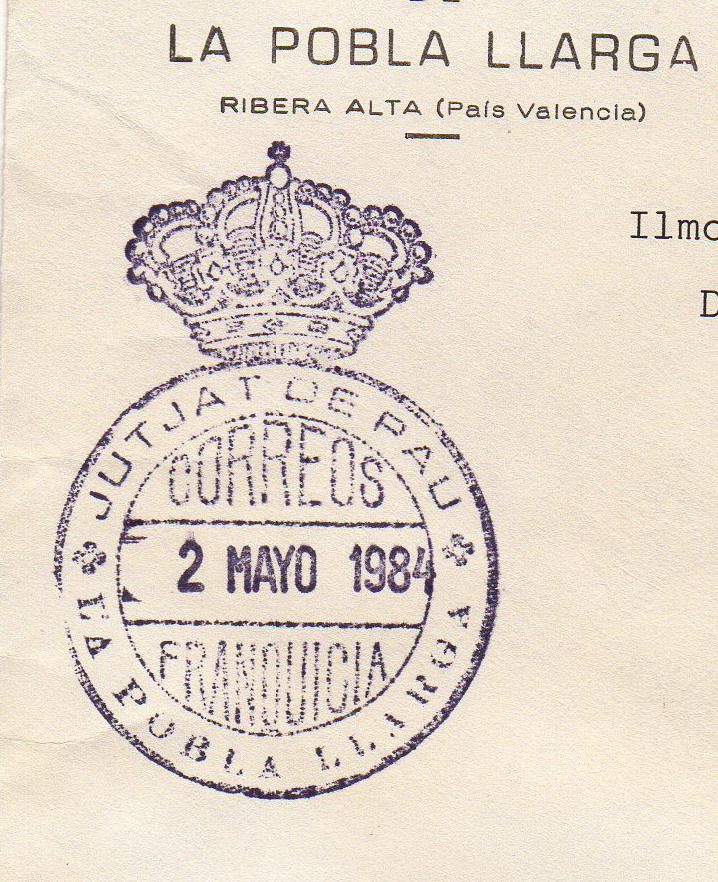 DE
LA POBLA LLARGA
RIBERA ALTA (País Valencia)
JUTJAT DE PAU
CORREOS
2 MAYO 1984
FRANQUICIA
LA POBLA LLARGA
Ilmo
D